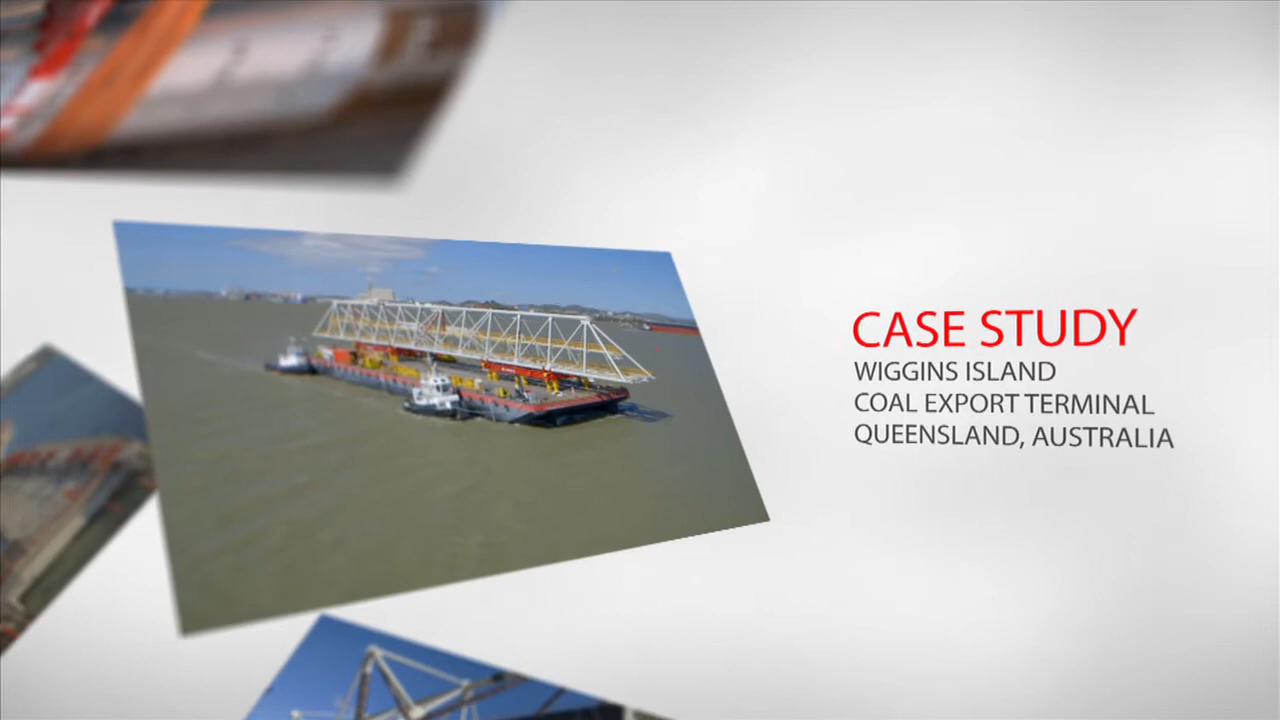 CASE STUDY
WIGGINS ISLAND
COAL EXPORT TERMINAL
QUEENSLAND, AUSTRALIA